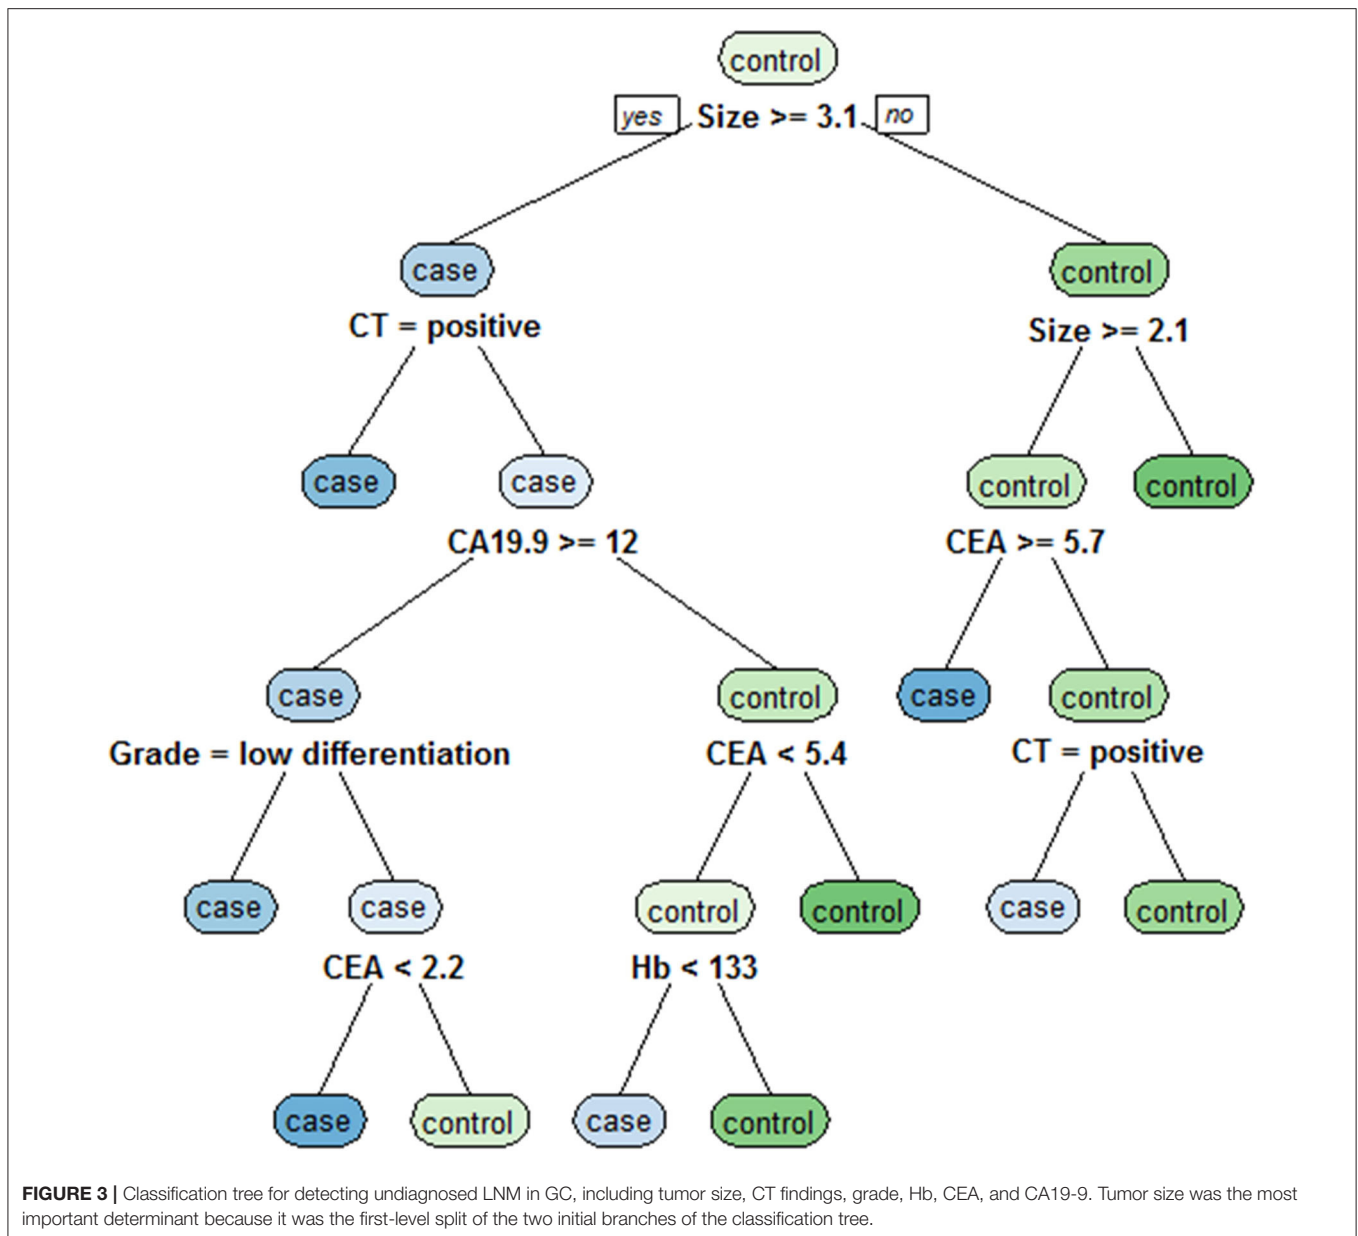 control
yes Size >= 3.1 no
case control
CT = positive Size >= 2.1
case case control control
CA19.9 >= 12 CEA >= 5.7
case control case control
Grade = low differentiation CEA < 5.4 CT = positive
case case control control case control
CEA < 2.2 Hb < 133
case control case control
FIGURE 3 | Classification tree for detecting undiagnosed LNM in GC, including tumor size, CT findings, grade, Hb, CEA, and CA19-9. Tumor size was the most
important determinant because it was the first-level split of the two initial branches of the classification tree.